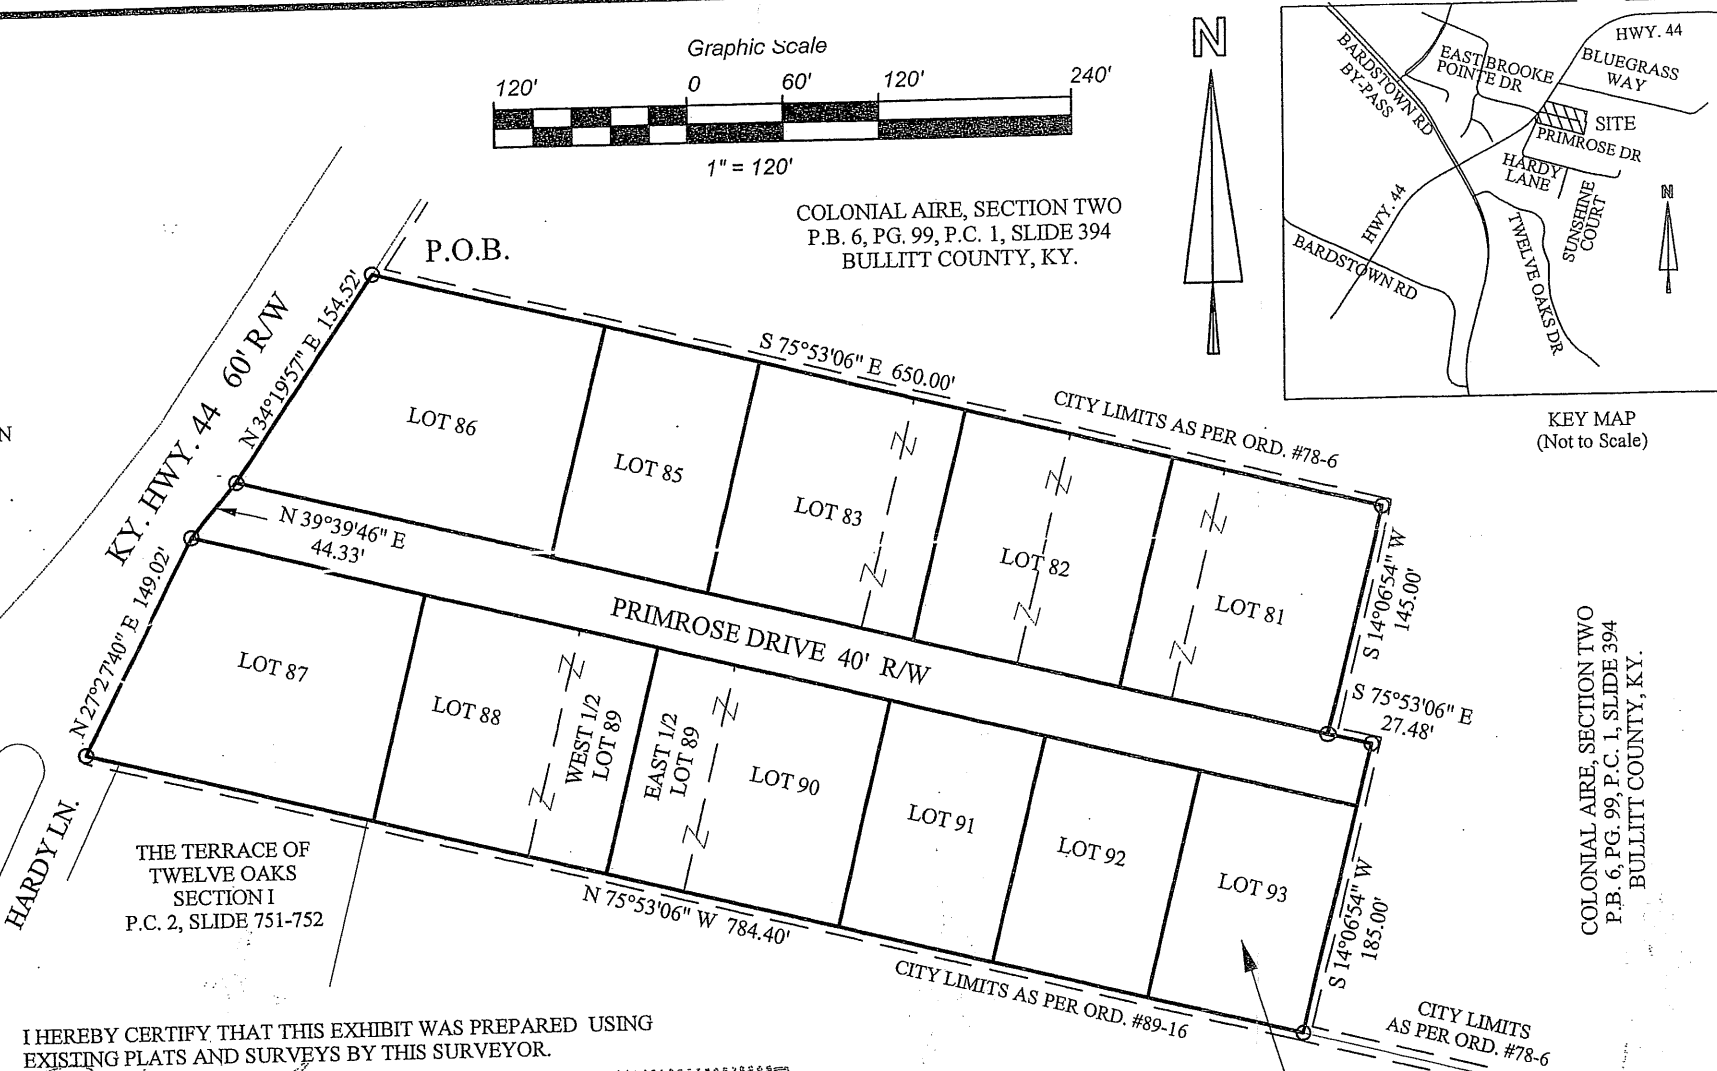 Graphic Scale
120' 0 60' 120' 240'
1" = 120'
N
COLONIAL AIRE, SECTION TWO
P.B. 6, PG. 99, P.C. 1, SLIDE 394
BULLITT COUNTY, KY.
HWY. 44
BLUEGRASS
WAY
EAST BROOKE
POINTE DR
BARDSTOWN RD
BY-PASS
SITE
PRIMROSE DR
HARDY
LANE
SUNSHINE
COURT
N
HWY. 44
TWELVE OAKS DR
BARDSTOWN RD
KEY MAP
(Not to Scale)
P.O.B.
KY. HWY. 44 60' R/W
N 34°19'57" E 154.52'
S 75°53'06" E 650.00'
CITY LIMITS AS PER ORD. #78-6
N
LOT 86
LOT 85
LOT 83
LOT 82
LOT 81
N 39°39'46" E
44.33'
S 14°06'54" W
145.00'
N 27°27'40" E 149.02'
PRIMROSE DRIVE 40' R/W
S 75°53'06" E
27.48'
LOT 87
LOT 88
WEST 1/2
LOT 89
EAST 1/2
LOT 89
LOT 90
LOT 91
LOT 92
LOT 93
S 14°06'54" W
185.00'
COLONIAL AIRE, SECTION TWO
P.B. 6, PG. 99, P.C. 1, SLIDE 394
BULLITT COUNTY, KY.
HARDY LN.
THE TERRACE OF
TWELVE OAKS
SECTION I
P.C. 2, SLIDE 751-752
N 75°53'06" W 784.40'
CITY LIMITS AS PER ORD. #89-16
CITY LIMITS
AS PER ORD. #78-6
I HEREBY CERTIFY THAT THIS EXHIBIT WAS PREPARED USING
EXISTING PLATS AND SURVEYS BY THIS SURVEYOR.